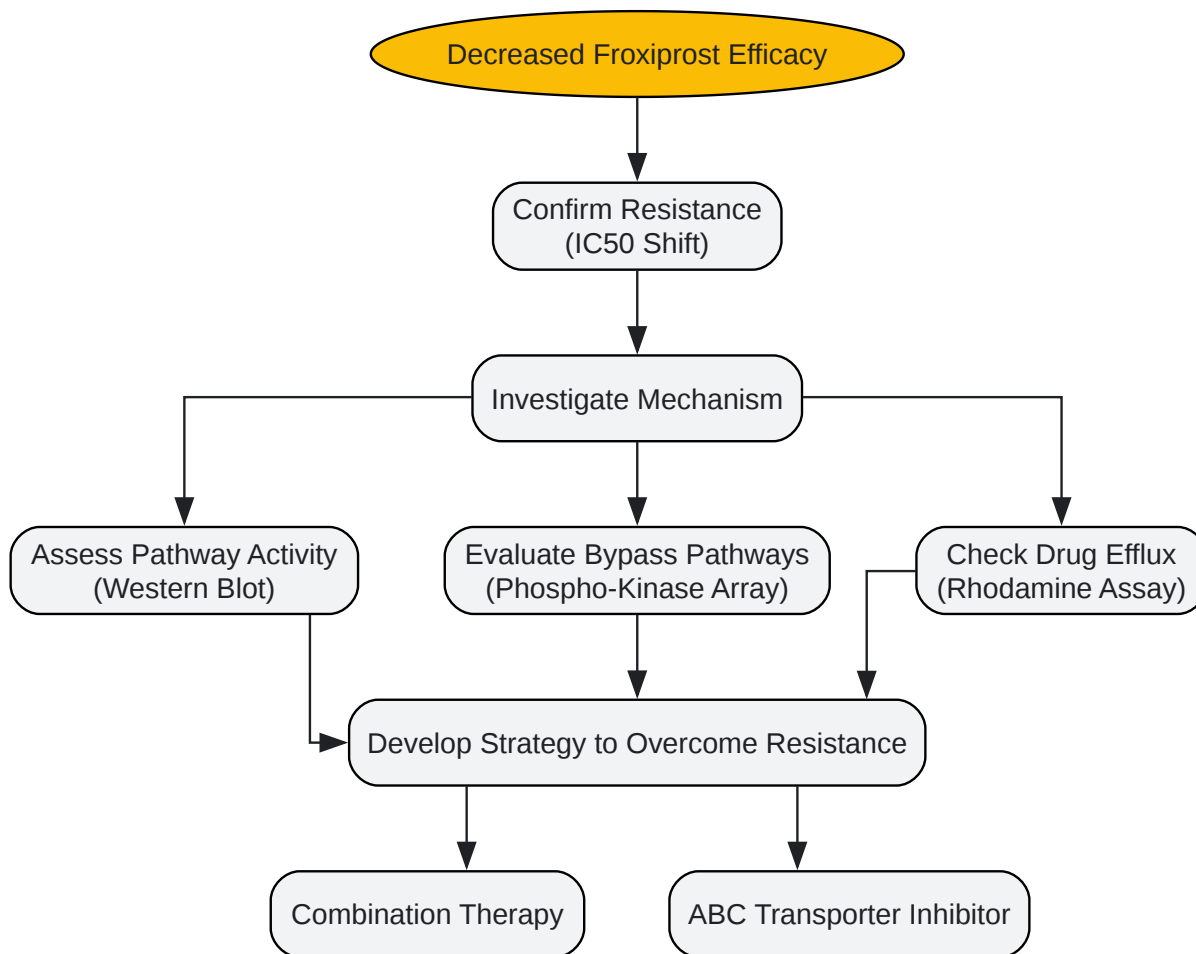 Decreased Froxiprost Efficacy
Confirm Resistance
(IC50 Shift)
Investigate Mechanism
Assess Pathway Activity
(Western Blot)
Evaluate Bypass Pathways
(Phospho-Kinase Array)
Check Drug Efflux
(Rhodamine Assay)
Develop Strategy to Overcome Resistance
Combination Therapy
ABC Transporter Inhibitor